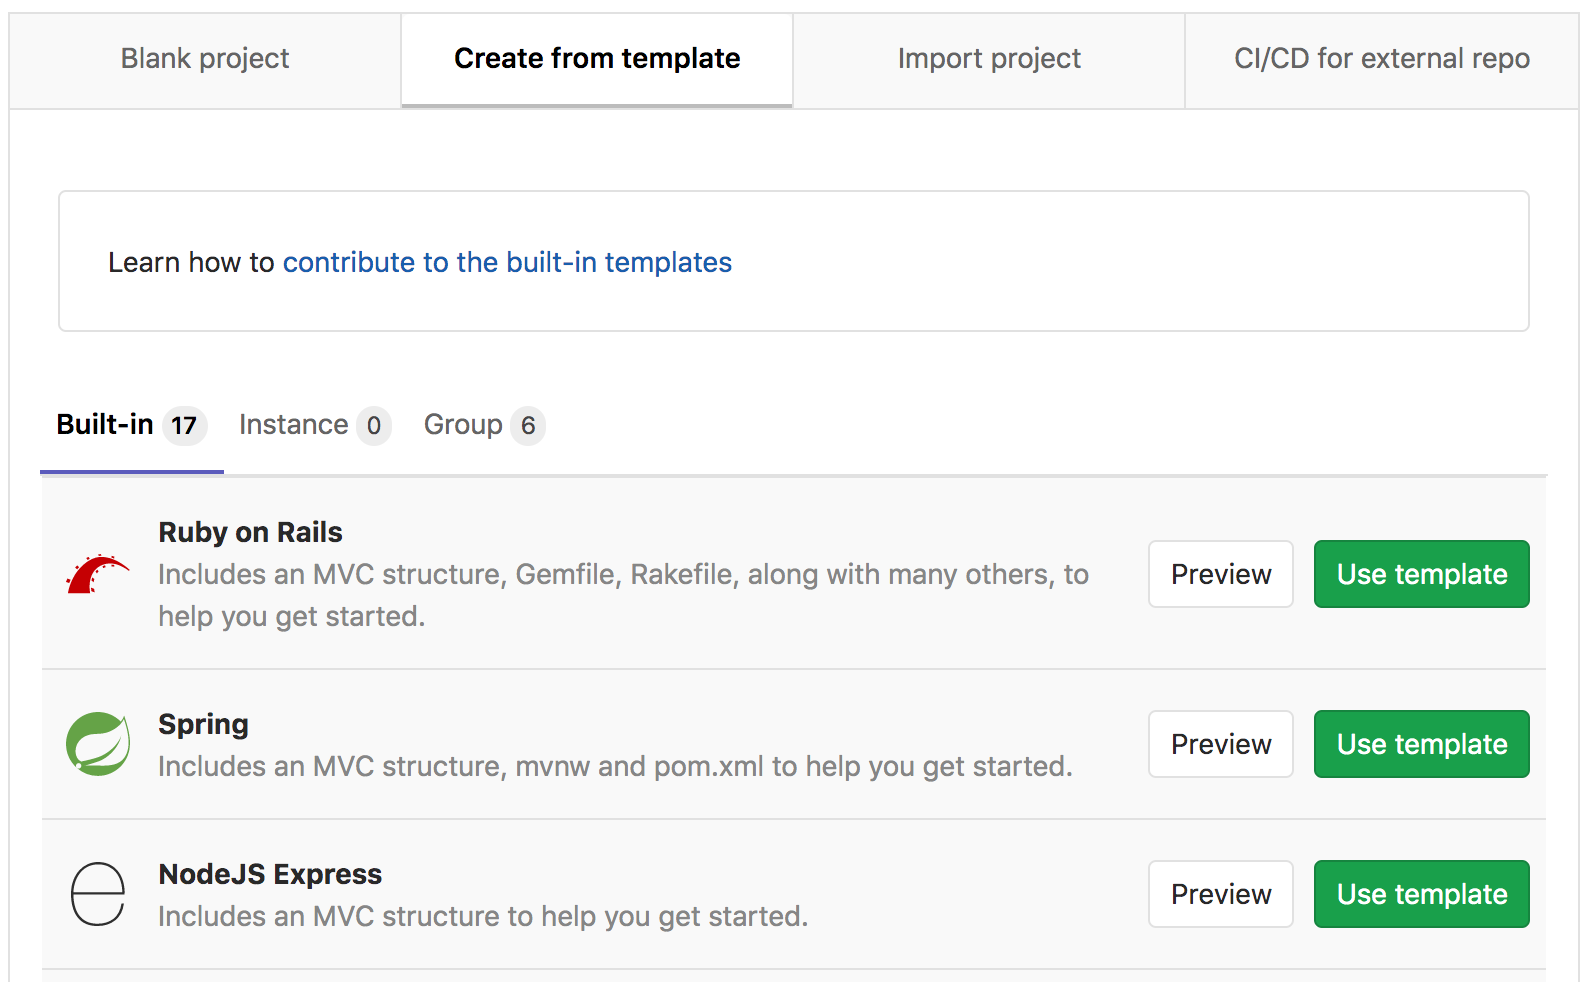 Blank project
Create from template
Import project
CI/CD for external repo
Learn how to contribute to the built-in templates
Built-in 17
Instance 0
Group 6
Ruby on Rails
Includes an MVC structure, Gemfile, Rakefile, along with many others, to
help you get started.
Preview
Use template
Spring
Includes an MVC structure, mvnw and pom.xml to help you get started.
Preview
Use template
NodeJS Express
Includes an MVC structure to help you get started.
Preview
Use template